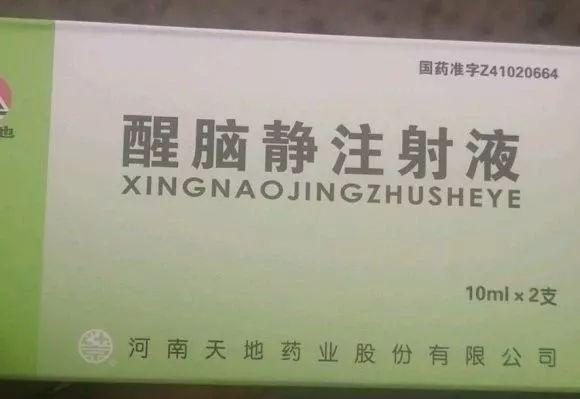 国药准字Z41020664
地
醒脑静注射液
XINGNAOJINGZHUSHEYE
10ml×2支
河南天地药业股份有限公司